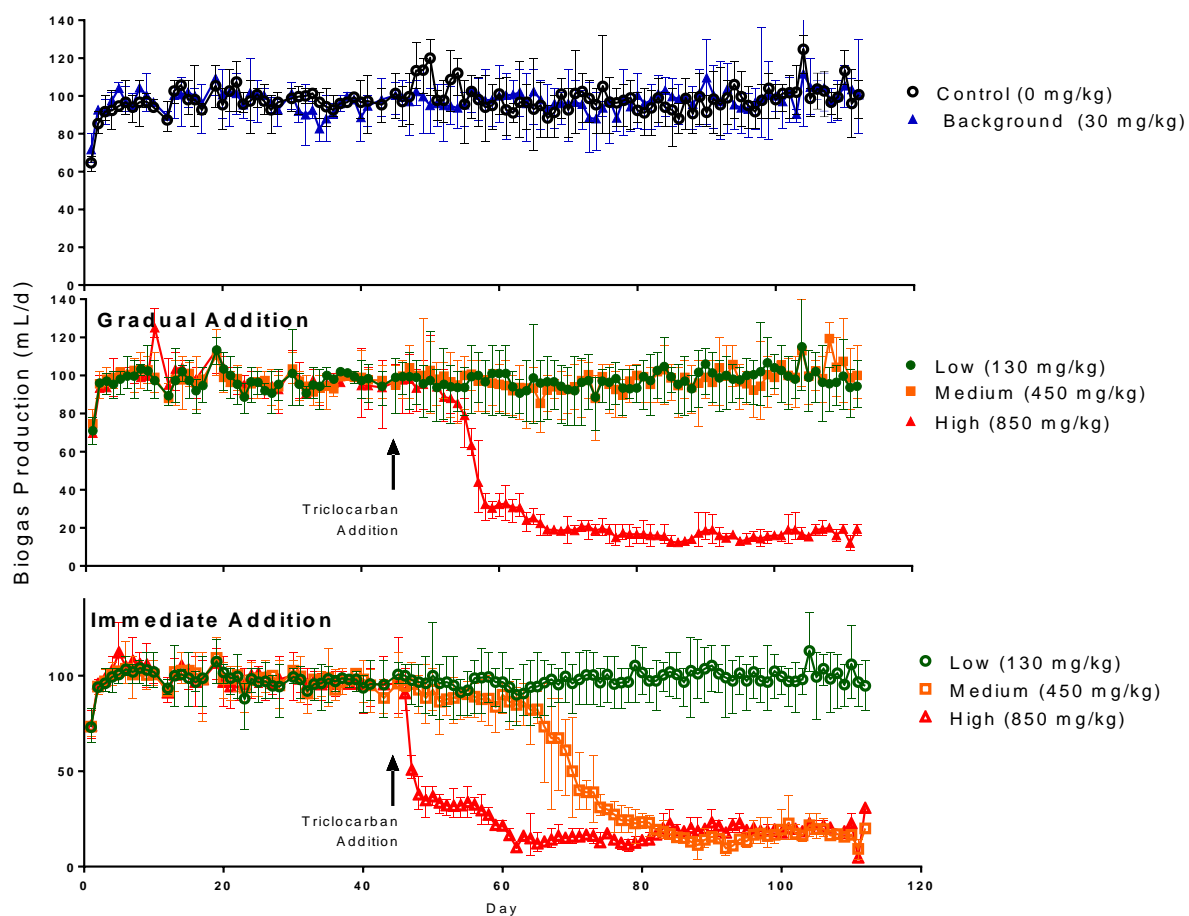 140
120
100
80
60
40
20
0
Control (0 mg/kg)
Background (30 mg/kg)
Biogas Production (mL/d)
140
120
100
80
60
40
20
0
Gradual Addition
Triclocarban
Addition
Low (130 mg/kg)
Medium (450 mg/kg)
High (850 mg/kg)
100
50
0
Immediate Addition
Triclocarban
Addition
Low (130 mg/kg)
Medium (450 mg/kg)
High (850 mg/kg)
0 20 40 60 80 100 120
Day